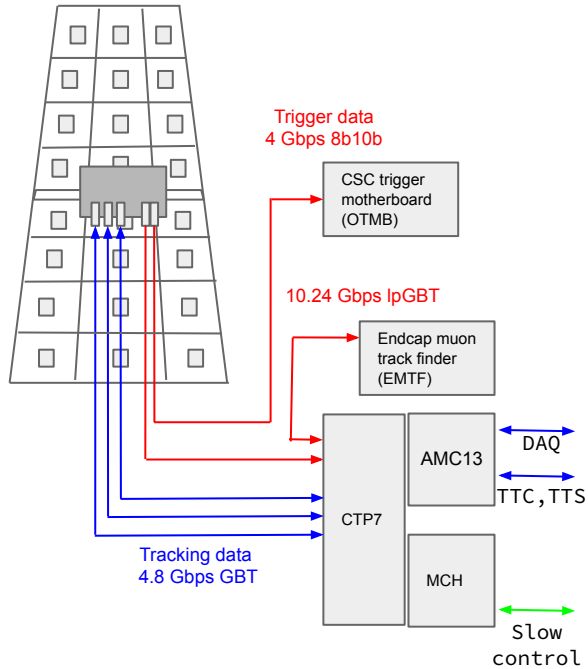 Trigger data
4 Gbps 8b10b
CSC trigger
motherboard
(OTMB)
10.24 Gbps lpGBT
Endcap muon
track finder
(EMTF)
CTP7
AMC13
DAQ
TTC,TTS
Tracking data
4.8 Gbps GBT
MCH
Slow
control